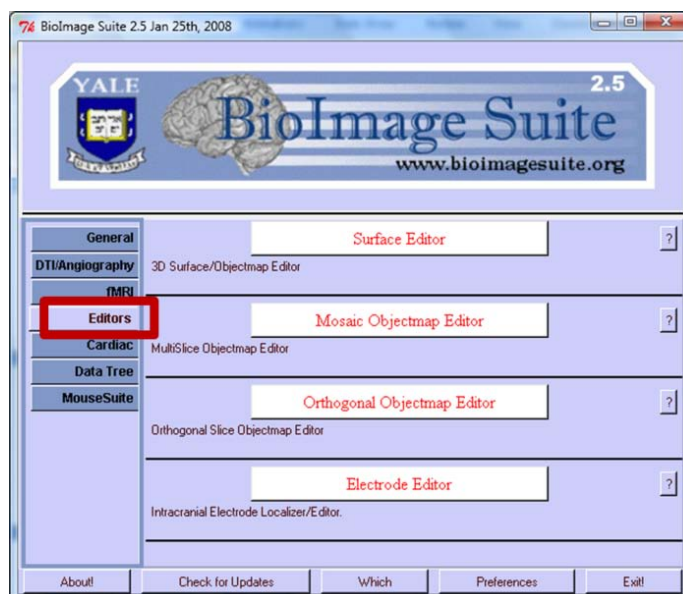 BioImage Suite 2.5 Jan 25th, 2008
YALE
2.5
BioImage Suite
www.bioimagesuite.org
General
DTI/Angiography
fMRI
Editors
Cardiac
Data Tree
MouseSuite
Surface Editor
?
3D Surface/Objectmap Editor
Mosaic Objectmap Editor
?
MultiSlice Objectmap Editor
Orthogonal Objectmap Editor
?
Orthogonal Slice Objectmap Editor
Electrode Editor
?
Intracranial Electrode Localizer/Editor.
About!
Check for Updates
Which
Preferences
Exit!